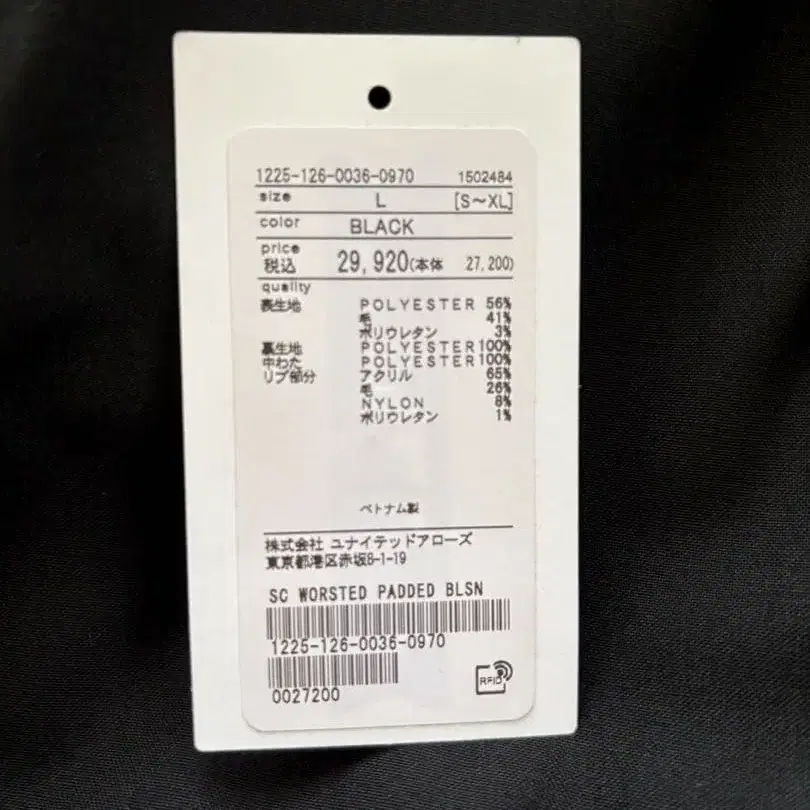 1225-126-0036-0970 1502484
size L [S~XL]
color BLACK
price
税込 29,920(本体 27,200)
quality
表生地 POLYESTER 56%
毛 41%
ポリウレタン 3%
裏生地 POLYESTER 100%
中わた POLYESTER 100%
リブ部分 アクリル 65%
毛 26%
NYLON 8%
ポリウレタン 1%
ベトナム製
株式会社 ユナイテッドアローズ
東京都港区赤坂8-1-19
SC WORSTED PADDED BLSN
1225-126-0036-0970
0027200
RFID